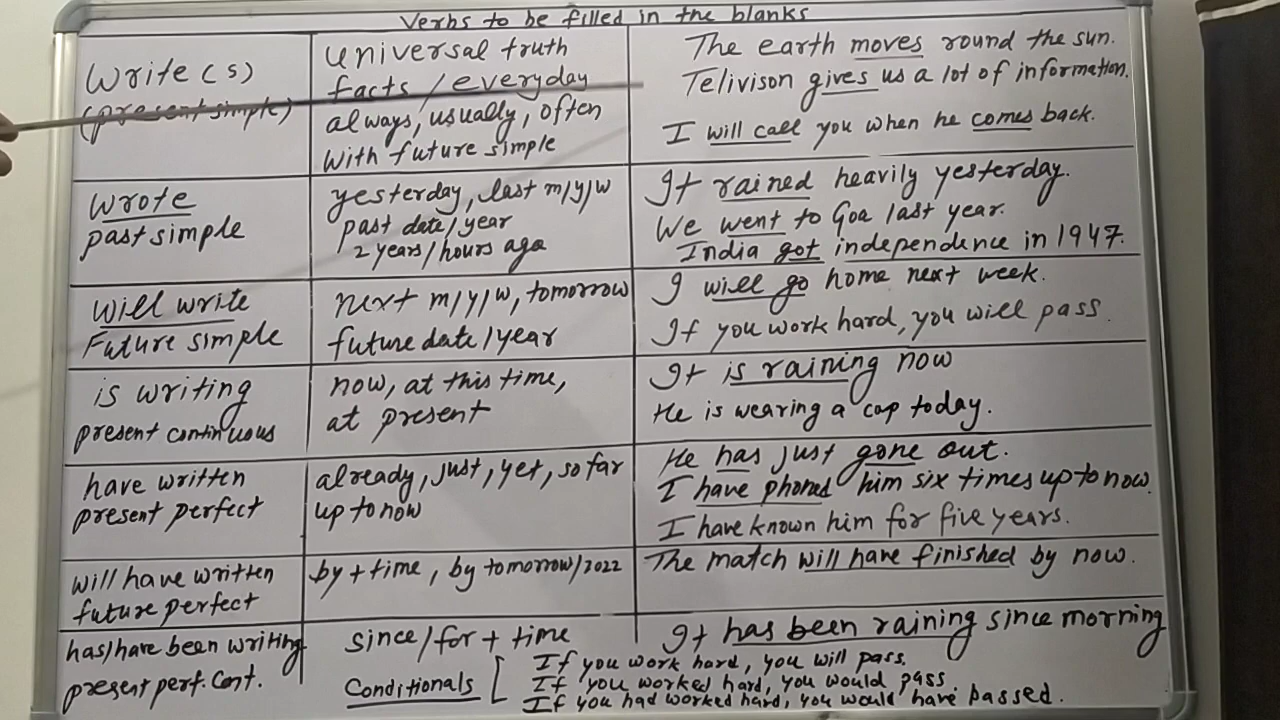 Verbs to be filled in the blanks
Write(s)
(present simple)
universal truth
facts / everyday
always, usually, often
with future simple
The earth moves round the sun.
Telivison gives us a lot of information.
I will call you when he comes back.
Wrote
past simple
yesterday, last m/y/w
past date/year
2 years/hours ago
It rained heavily yesterday.
We went to Goa last year.
India got independence in 1947.
Will write
Future simple
next m/y/w, tomorrow
future date/year
I will go home next week.
If you work hard, you will pass.
is writing
present continuous
now, at this time,
at present
It is raining now
He is wearing a cap today.
have written
present perfect
already, just, yet, so far
up to now
He has just gone out.
I have phoned him six times up to now.
I have known him for five years.
will have written
future perfect
by + time, by tomorrow/2022
The match will have finished by now.
has/have been writing
present perf. cont.
since/for + time
It has been raining since morning
Conditionals
If you work hard, you will pass.
If you worked hard, you would pass
If you had worked hard, you would have passed.